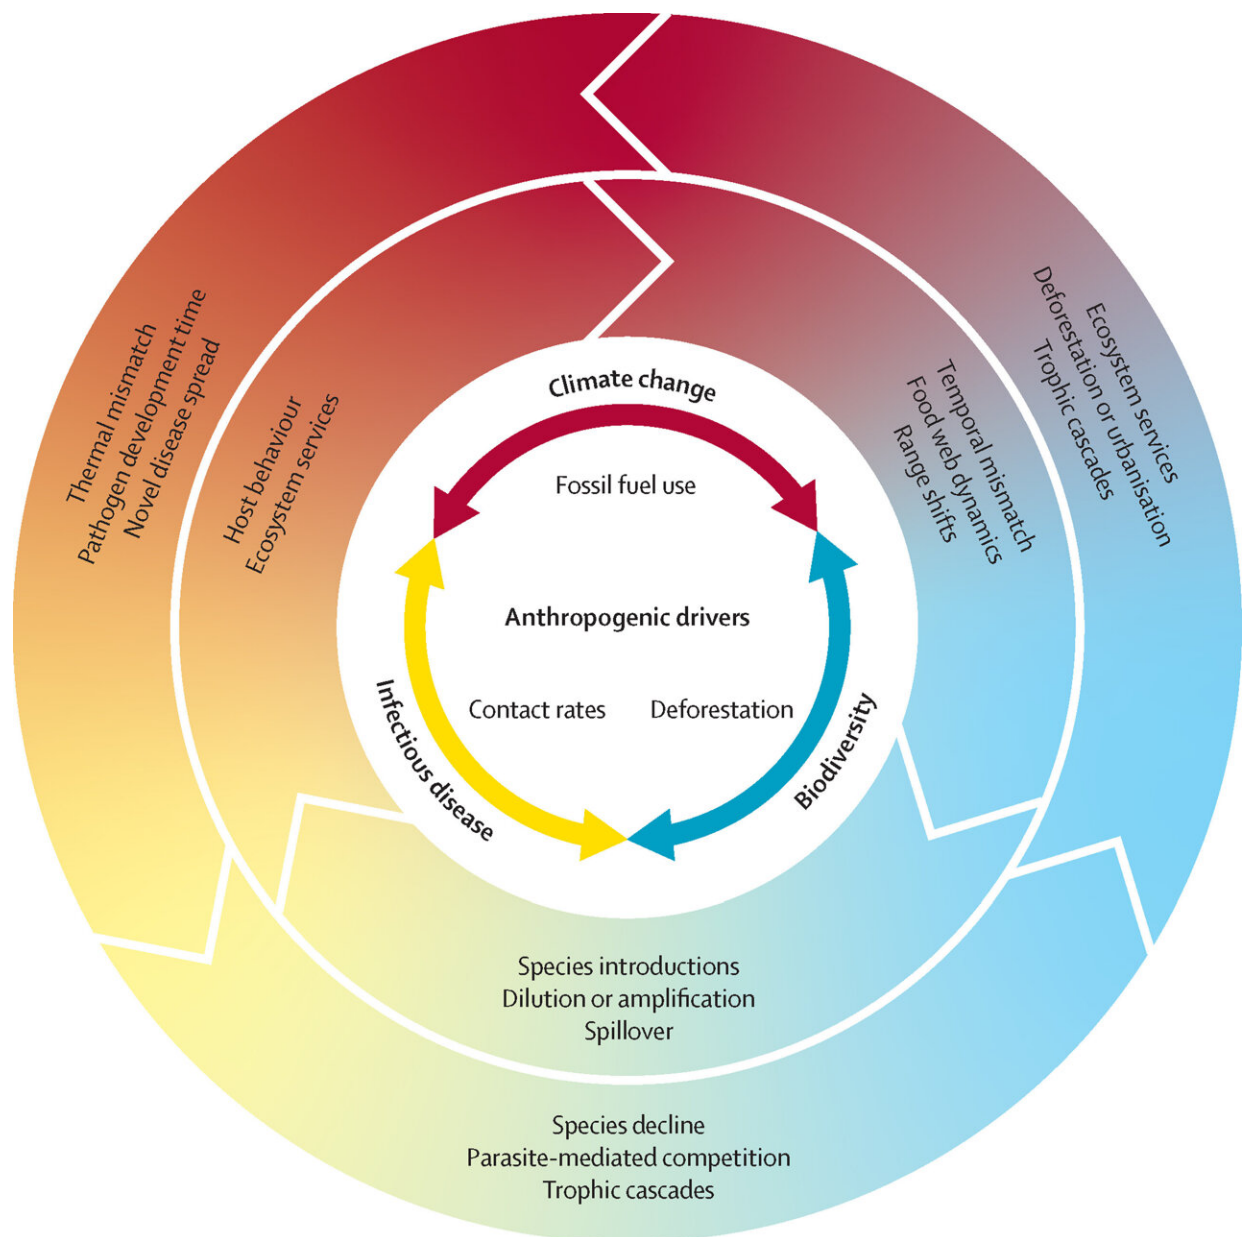 Climate change
Fossil fuel use
Anthropogenic drivers
Contact rates
Deforestation
Infectious disease
Biodiversity
Thermal mismatch
Pathogen development time
Novel disease spread
Host behaviour
Ecosystem services
Temporal mismatch
Food web dynamics
Range shifts
Ecosystem services
Deforestation or urbanisation
Trophic cascades
Species introductions
Dilution or amplification
Spillover
Species decline
Parasite-mediated competition
Trophic cascades